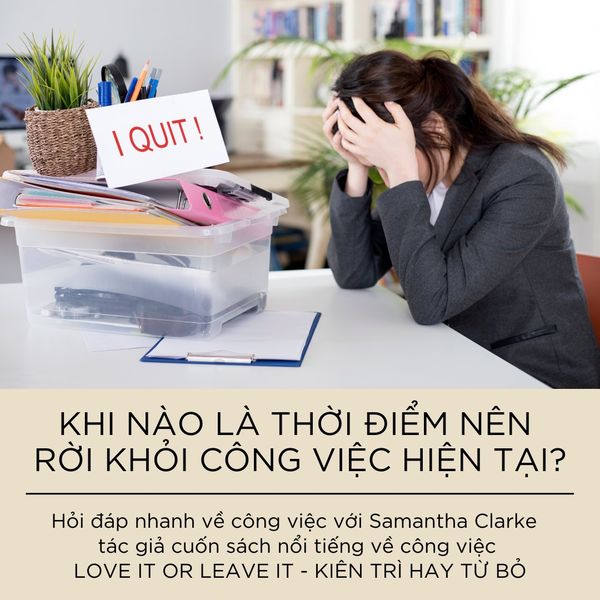 I QUIT !
KHI NÀO LÀ THỜI ĐIỂM NÊN
RỜI KHỎI CÔNG VIỆC HIỆN TẠI?
Hỏi đáp nhanh về công việc với Samantha Clarke
tác giả cuốn sách nổi tiếng về công việc
LOVE IT OR LEAVE IT - KIÊN TRÌ HAY TỪ BỎ